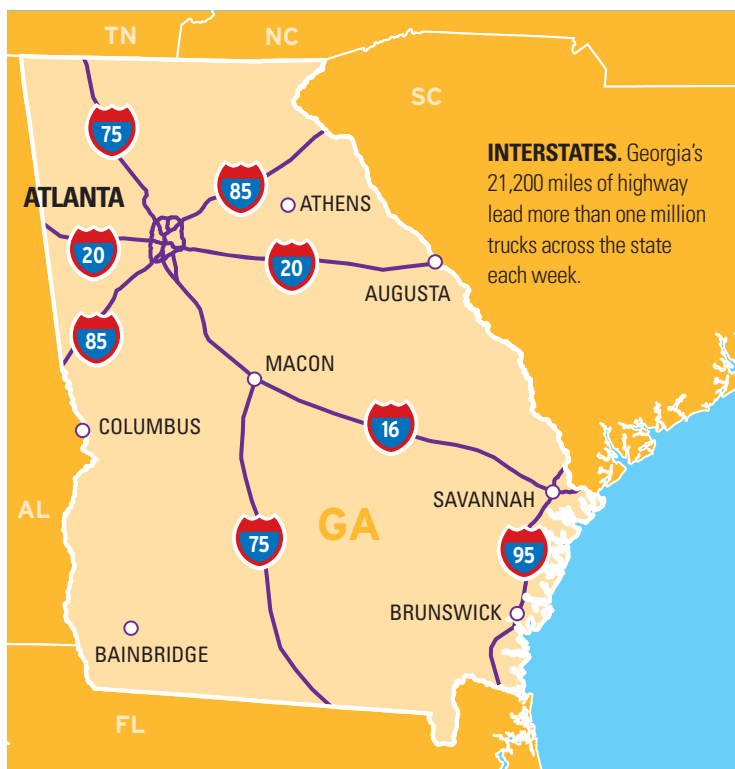 TN
NC
SC
75
INTERSTATES. Georgia's
21,200 miles of highway
lead more than one million
trucks across the state
each week.
85
ATLANTA
ATHENS
20
20
AUGUSTA
85
MACON
COLUMBUS
16
AL
GA
SAVANNAH
75
95
BRUNSWICK
BAINBRIDGE
FL